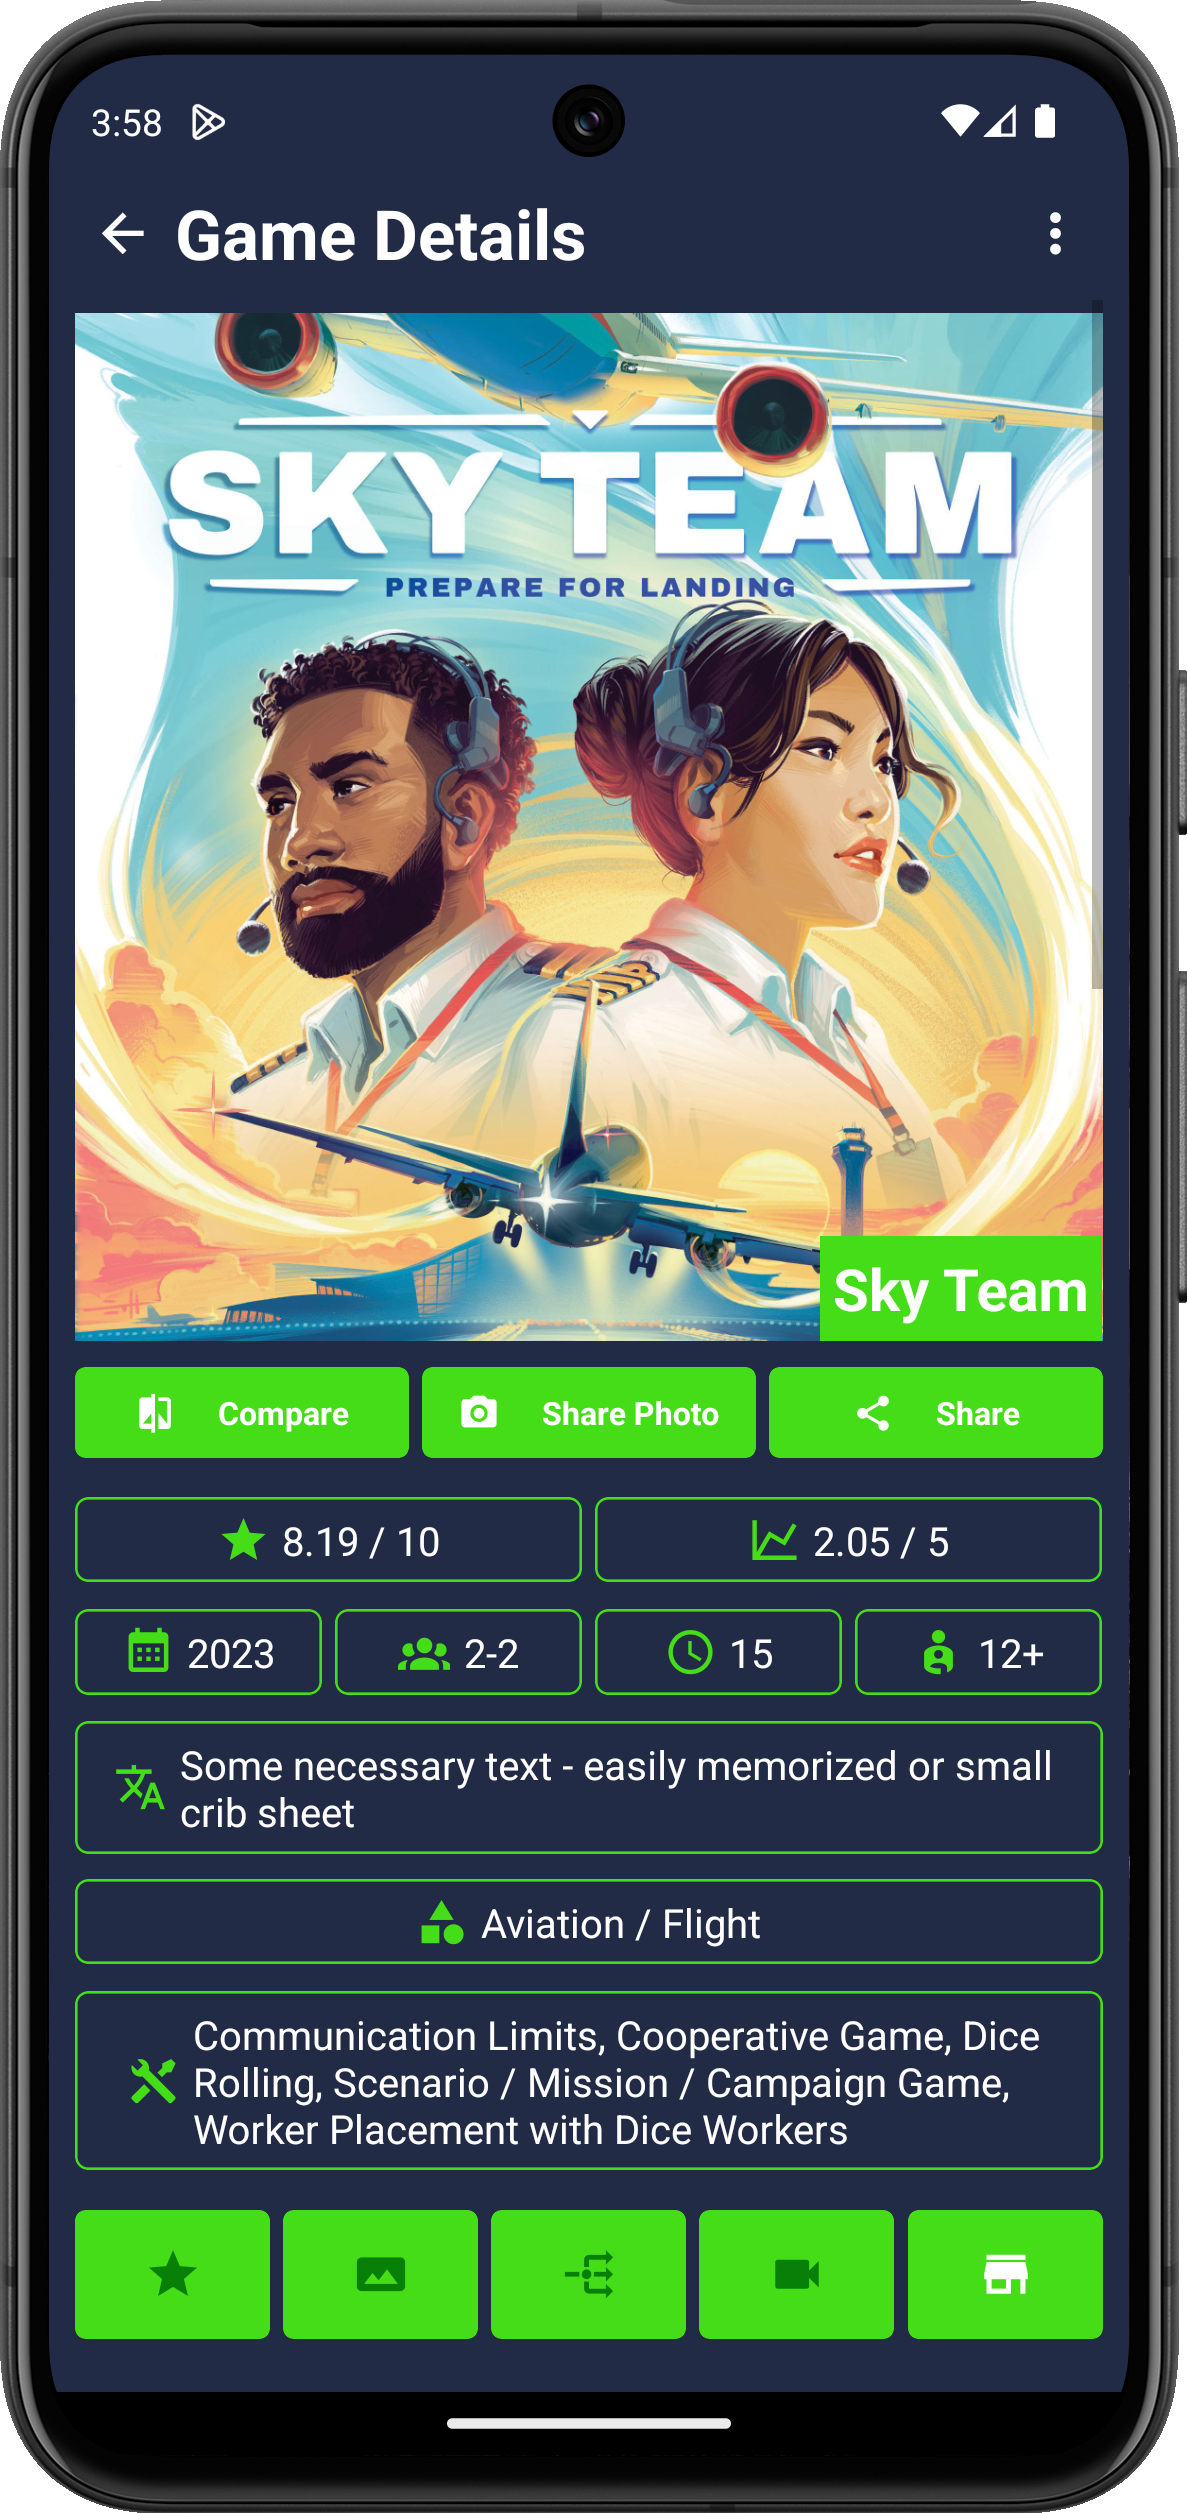 3:58
Game Details
SKY TEAM
PREPARE FOR LANDING
Sky Team
Compare
Share Photo
Share
8.19 / 10
2.05 / 5
2023
2-2
15
12+
Some necessary text - easily memorized or small
crib sheet
Aviation / Flight
Communication Limits, Cooperative Game, Dice
Rolling, Scenario / Mission / Campaign Game,
Worker Placement with Dice Workers